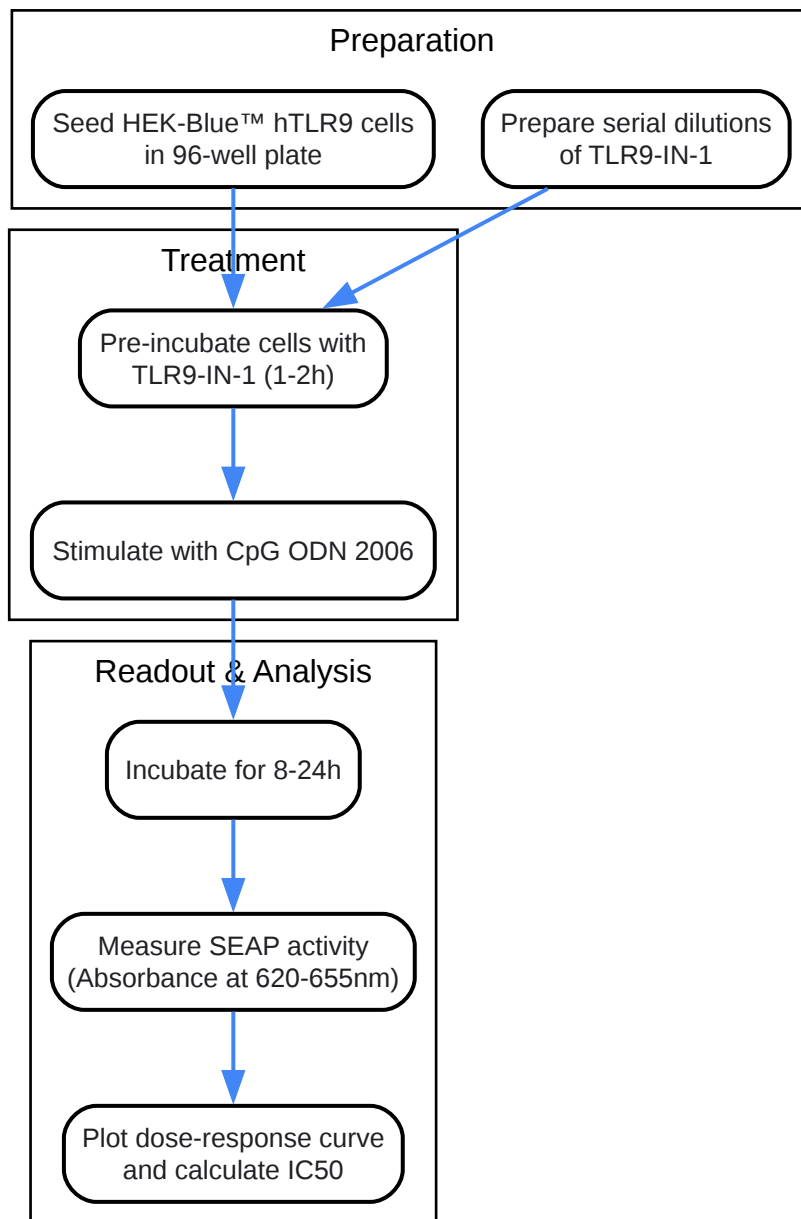 Preparation
Seed HEK-Blue™ hTLR9 cells
in 96-well plate
Prepare serial dilutions
of TLR9-IN-1
Treatment
Pre-incubate cells with
TLR9-IN-1 (1-2h)
Stimulate with CpG ODN 2006
Readout & Analysis
Incubate for 8-24h
Measure SEAP activity
(Absorbance at 620-655nm)
Plot dose-response curve
and calculate IC50